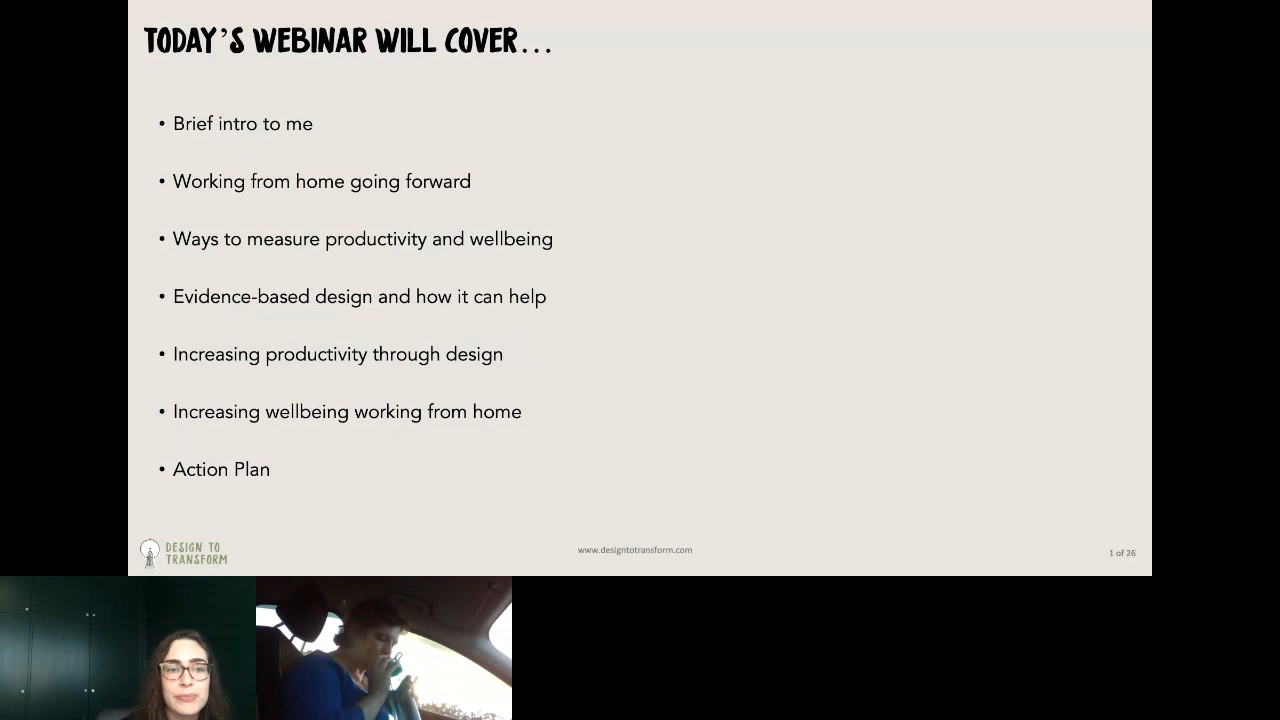 TODAY'S WEBINAR WILL COVER...
• Brief intro to me
• Working from home going forward
• Ways to measure productivity and wellbeing
• Evidence-based design and how it can help
• Increasing productivity through design
• Increasing wellbeing working from home
• Action Plan
DESIGN TO
TRANSFORM
www.designtotransform.com
1 of 26